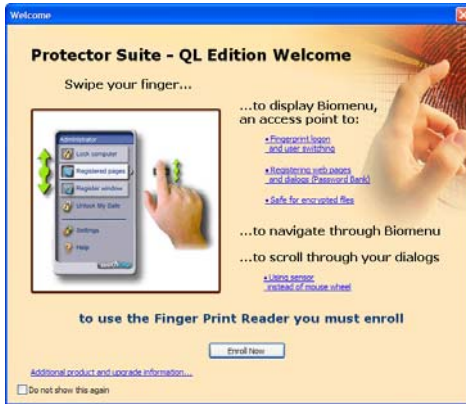 Welcome
Protector Suite - QL Edition Welcome
Swipe your finger...
Administrator
Lock computer
Registered pages
Register window
Unlock My Safe
Settings
Help
...to display Biomenu,
an access point to:
• Fingerprint logon
and user switching
• Registering web pages
and dialogs (Password Bank)
• Safe for encrypted files
...to navigate through Biomenu
...to scroll through your dialogs
• Using sensor
instead of mouse wheel
to use the Finger Print Reader you must enroll
Enroll Now
Additional product and upgrade information...
Do not show this again